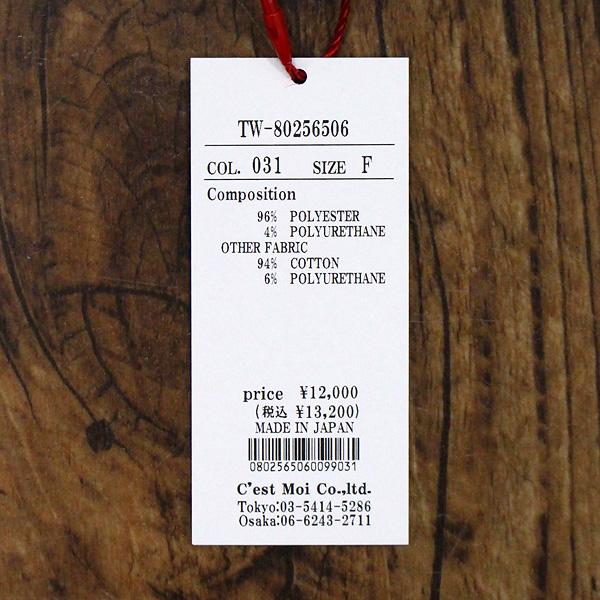 TW-80256506
COL. 031 SIZE F
Composition
96% POLYESTER
4% POLYURETHANE
OTHER FABRIC
94% COTTON
6% POLYURETHANE
price ¥12,000
(税込 ¥13,200)
MADE IN JAPAN
0802565060099031
C'est Moi Co.,ltd.
Tokyo:03-5414-5286
Osaka:06-6243-2711